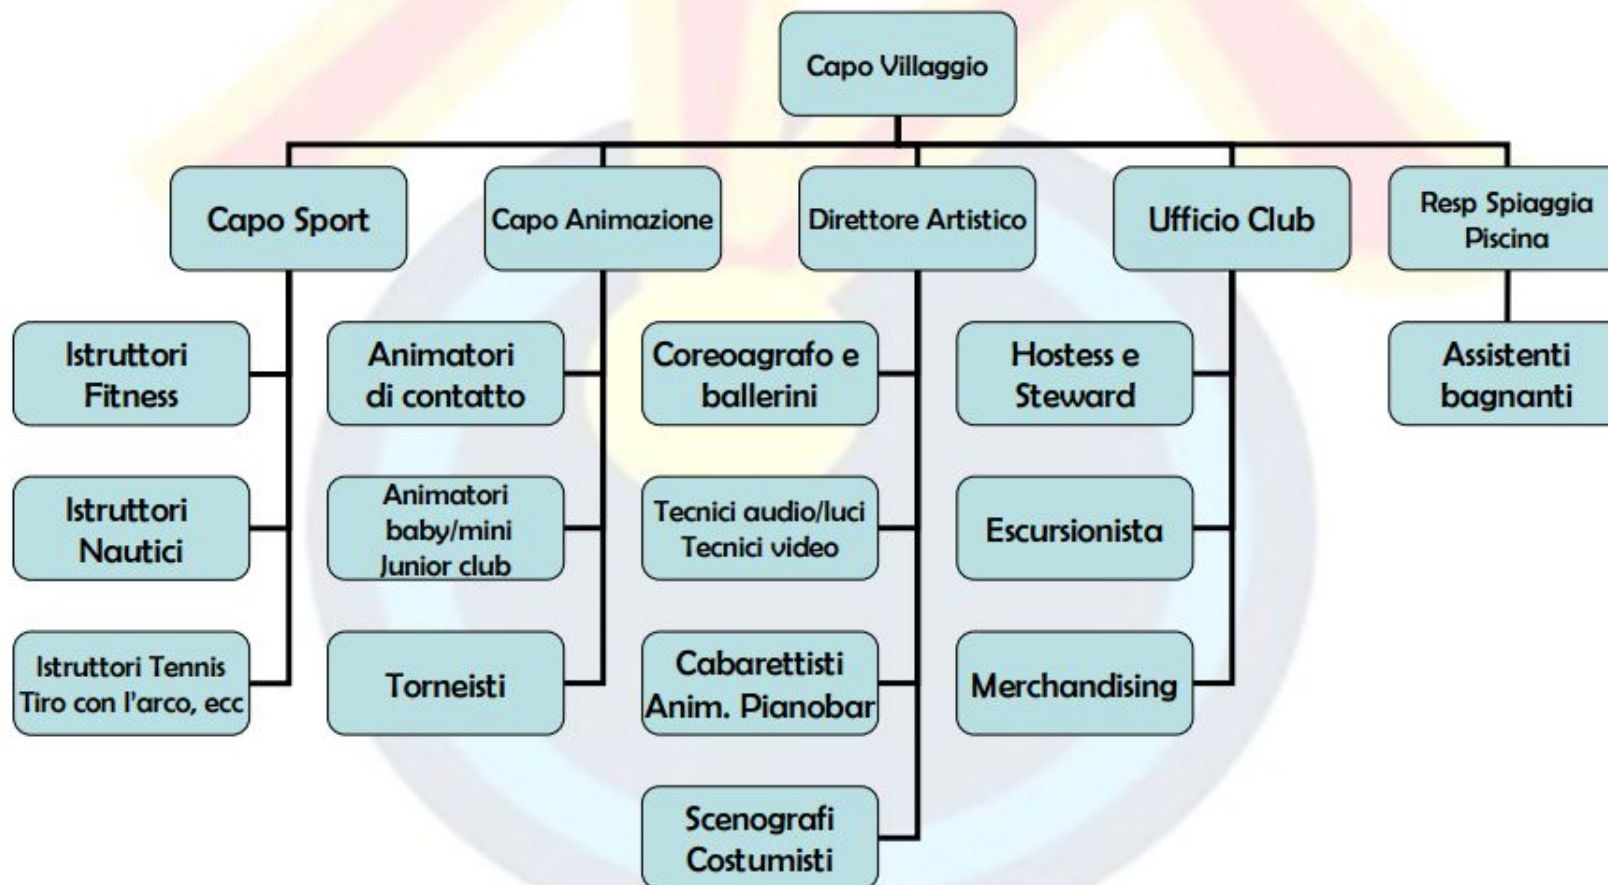 Capo Villaggio
Capo Sport
Capo Animazione
Direttore Artistico
Ufficio Club
Resp Spiaggia
Piscina
Istruttori
Fitness
Animatori
di contatto
Coreoagrafo e
ballerini
Hostess e
Steward
Assistenti
bagnanti
Istruttori
Nautici
Animatori
baby/mini
Junior club
Tecnici audio/luci
Tecnici video
Escursionista
Istruttori Tennis
Tiro con l'arco, ecc
Torneisti
Cabarettisti
Anim. Pianobar
Merchandising
Scenografi
Costumisti